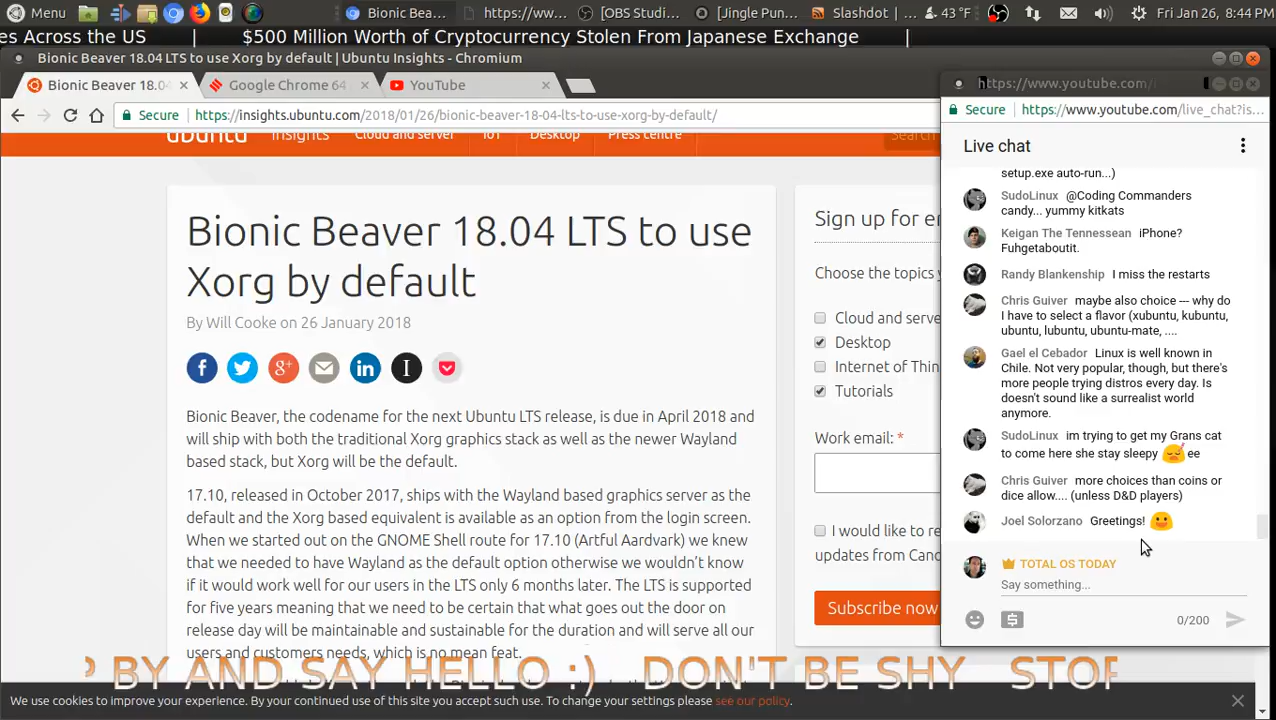 Menu
Bionic Bea...
https://www...
[OBS Studi...
[Jingle Pun...
Slashdot | ...
43 °F
Fri Jan 26, 8:44 PM
es Across the US | $500 Million Worth of Cryptocurrency Stolen From Japanese Exchange |
Bionic Beaver 18.04 LTS to use Xorg by default | Ubuntu Insights - Chromium
Bionic Beaver 18.04
Google Chrome 64
YouTube
Secure https://insights.ubuntu.com/2018/01/26/bionic-beaver-18-04-lts-to-use-xorg-by-default/
ubuntu insights Cloud and server IoT Desktop Press centre Search
Bionic Beaver 18.04 LTS to use
Xorg by default
By Will Cooke on 26 January 2018
Bionic Beaver, the codename for the next Ubuntu LTS release, is due in April 2018 and
will ship with both the traditional Xorg graphics stack as well as the newer Wayland
based stack, but Xorg will be the default.
17.10, released in October 2017, ships with the Wayland based graphics server as the
default and the Xorg based equivalent is available as an option from the login screen.
When we started out on the GNOME Shell route for 17.10 (Artful Aardvark) we knew
that we needed to have Wayland as the default option otherwise we wouldn't know
if it would work well for our users in the LTS only 6 months later. The LTS is supported
for five years meaning that we need to be certain that what goes out the door on
release day will be maintainable and sustainable for the duration and will serve all our
users and customers needs, which is no mean feat.
Sign up for e
Choose the topics y
Cloud and serve
Desktop
Internet of Thin
Tutorials
Work email: *
I would like to re
updates from Cano
Subscribe now
https://www.youtube.com/
Secure https://www.youtube.com/live_chat?is...
Live chat
setup.exe auto-run...)
SudoLinux @Coding Commanders
candy... yummy kitkats
Keigan The Tennessean iPhone?
Fuhgetaboutit.
Randy Blankenship I miss the restarts
Chris Guiver maybe also choice --- why do
I have to select a flavor (xubuntu, kubuntu,
ubuntu, lubuntu, ubuntu-mate, ....
Gael el Cebador Linux is well known in
Chile. Not very popular, though, but there's
more people trying distros every day. Is
doesn't sound like a surrealist world
anymore.
SudoLinux im trying to get my Grans cat
to come here she stay sleepy ee
Chris Guiver more choices than coins or
dice allow.... (unless D&D players)
Joel Solorzano Greetings!
TOTAL OS TODAY
Say something...
0/200
P BY AND SAY HELLO :) DON'T BE SHY STOP
We use cookies to improve your experience. By your continued use of this site you accept such use. To change your settings please see our policy.